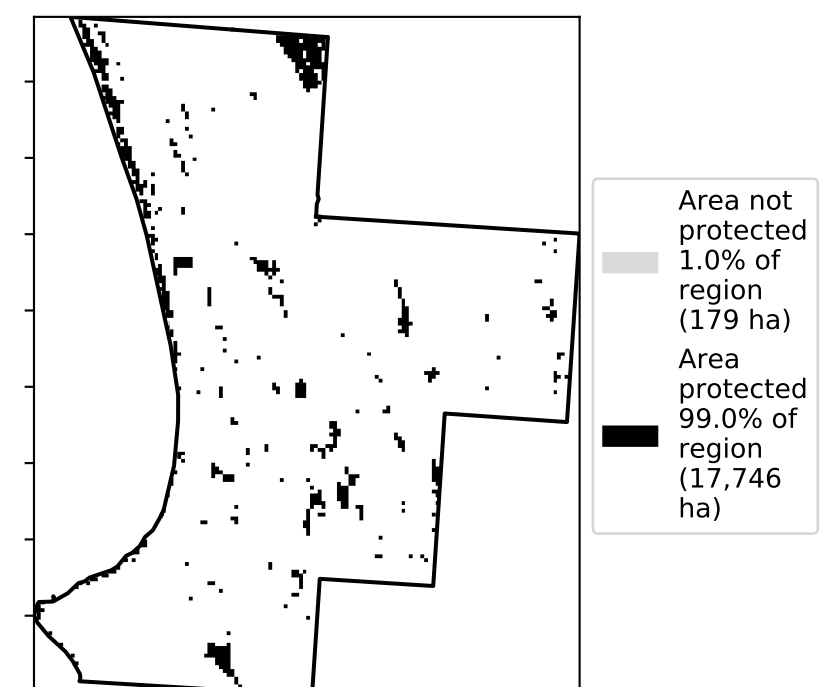 Area not
protected
1.0% of
region
(179 ha)
Area
protected
99.0% of
region
(17,746
ha)